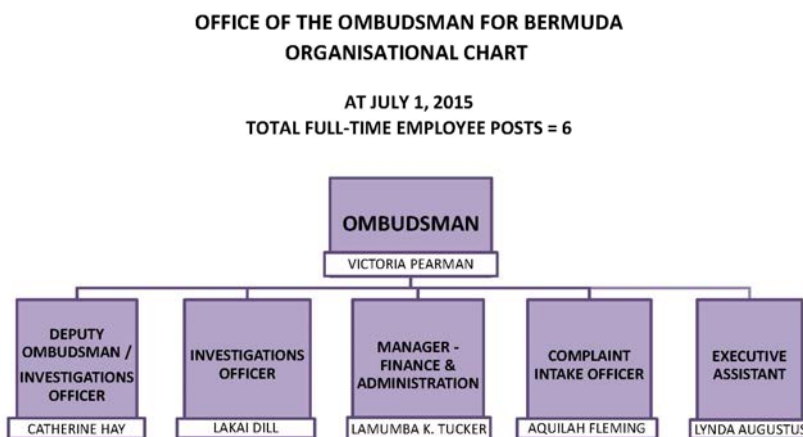 OFFICE OF THE OMBUDSMAN FOR BERMUDA
ORGANISATIONAL CHART
AT JULY 1, 2015
TOTAL FULL-TIME EMPLOYEE POSTS = 6
OMBUDSMAN
VICTORIA PEARMAN
DEPUTY
OMBUDSMAN /
INVESTIGATIONS
OFFICER
CATHERINE HAY
INVESTIGATIONS
OFFICER
LAKAI DILL
MANAGER -
FINANCE &
ADMINISTRATION
LAMUMBA K. TUCKER
COMPLAINT
INTAKE OFFICER
AQUILAH FLEMING
EXECUTIVE
ASSISTANT
LYNDA AUGUSTUS